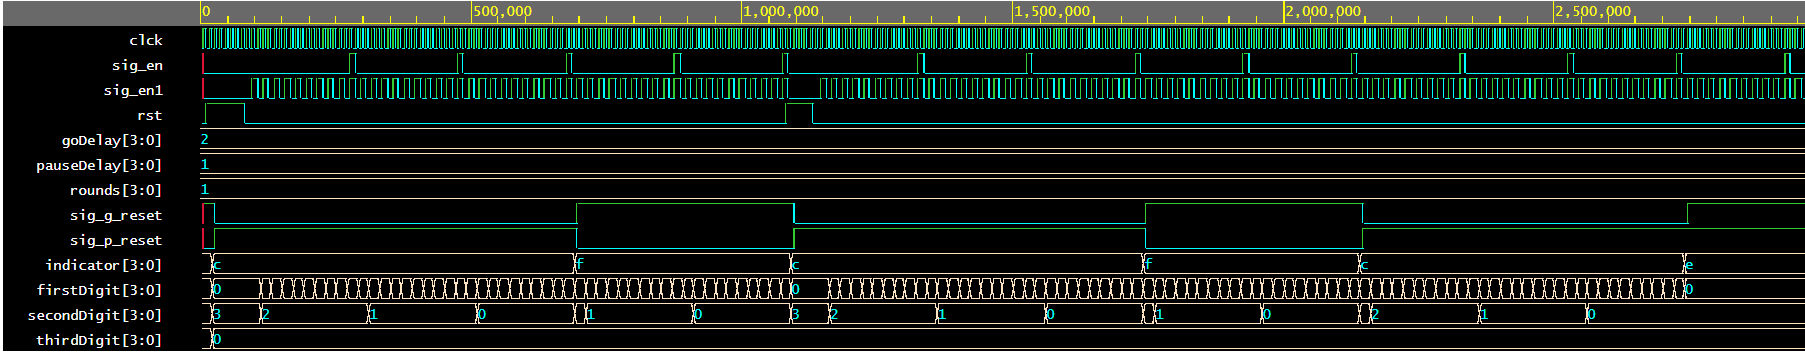 0 500,000 1,000,000 1,500,000 2,000,000 2,500,000
clck
sig_en
sig_en1
rst
goDelay[3:0] 2
pauseDelay[3:0] 1
rounds[3:0] 1
sig_g_reset
sig_p_reset
indicator[3:0] c f c f c e
firstDigit[3:0] 0 0 0
secondDigit[3:0] 3 2 1 0 1 0 3 2 1 0 1 0 2 1 0
thirdDigit[3:0] 0